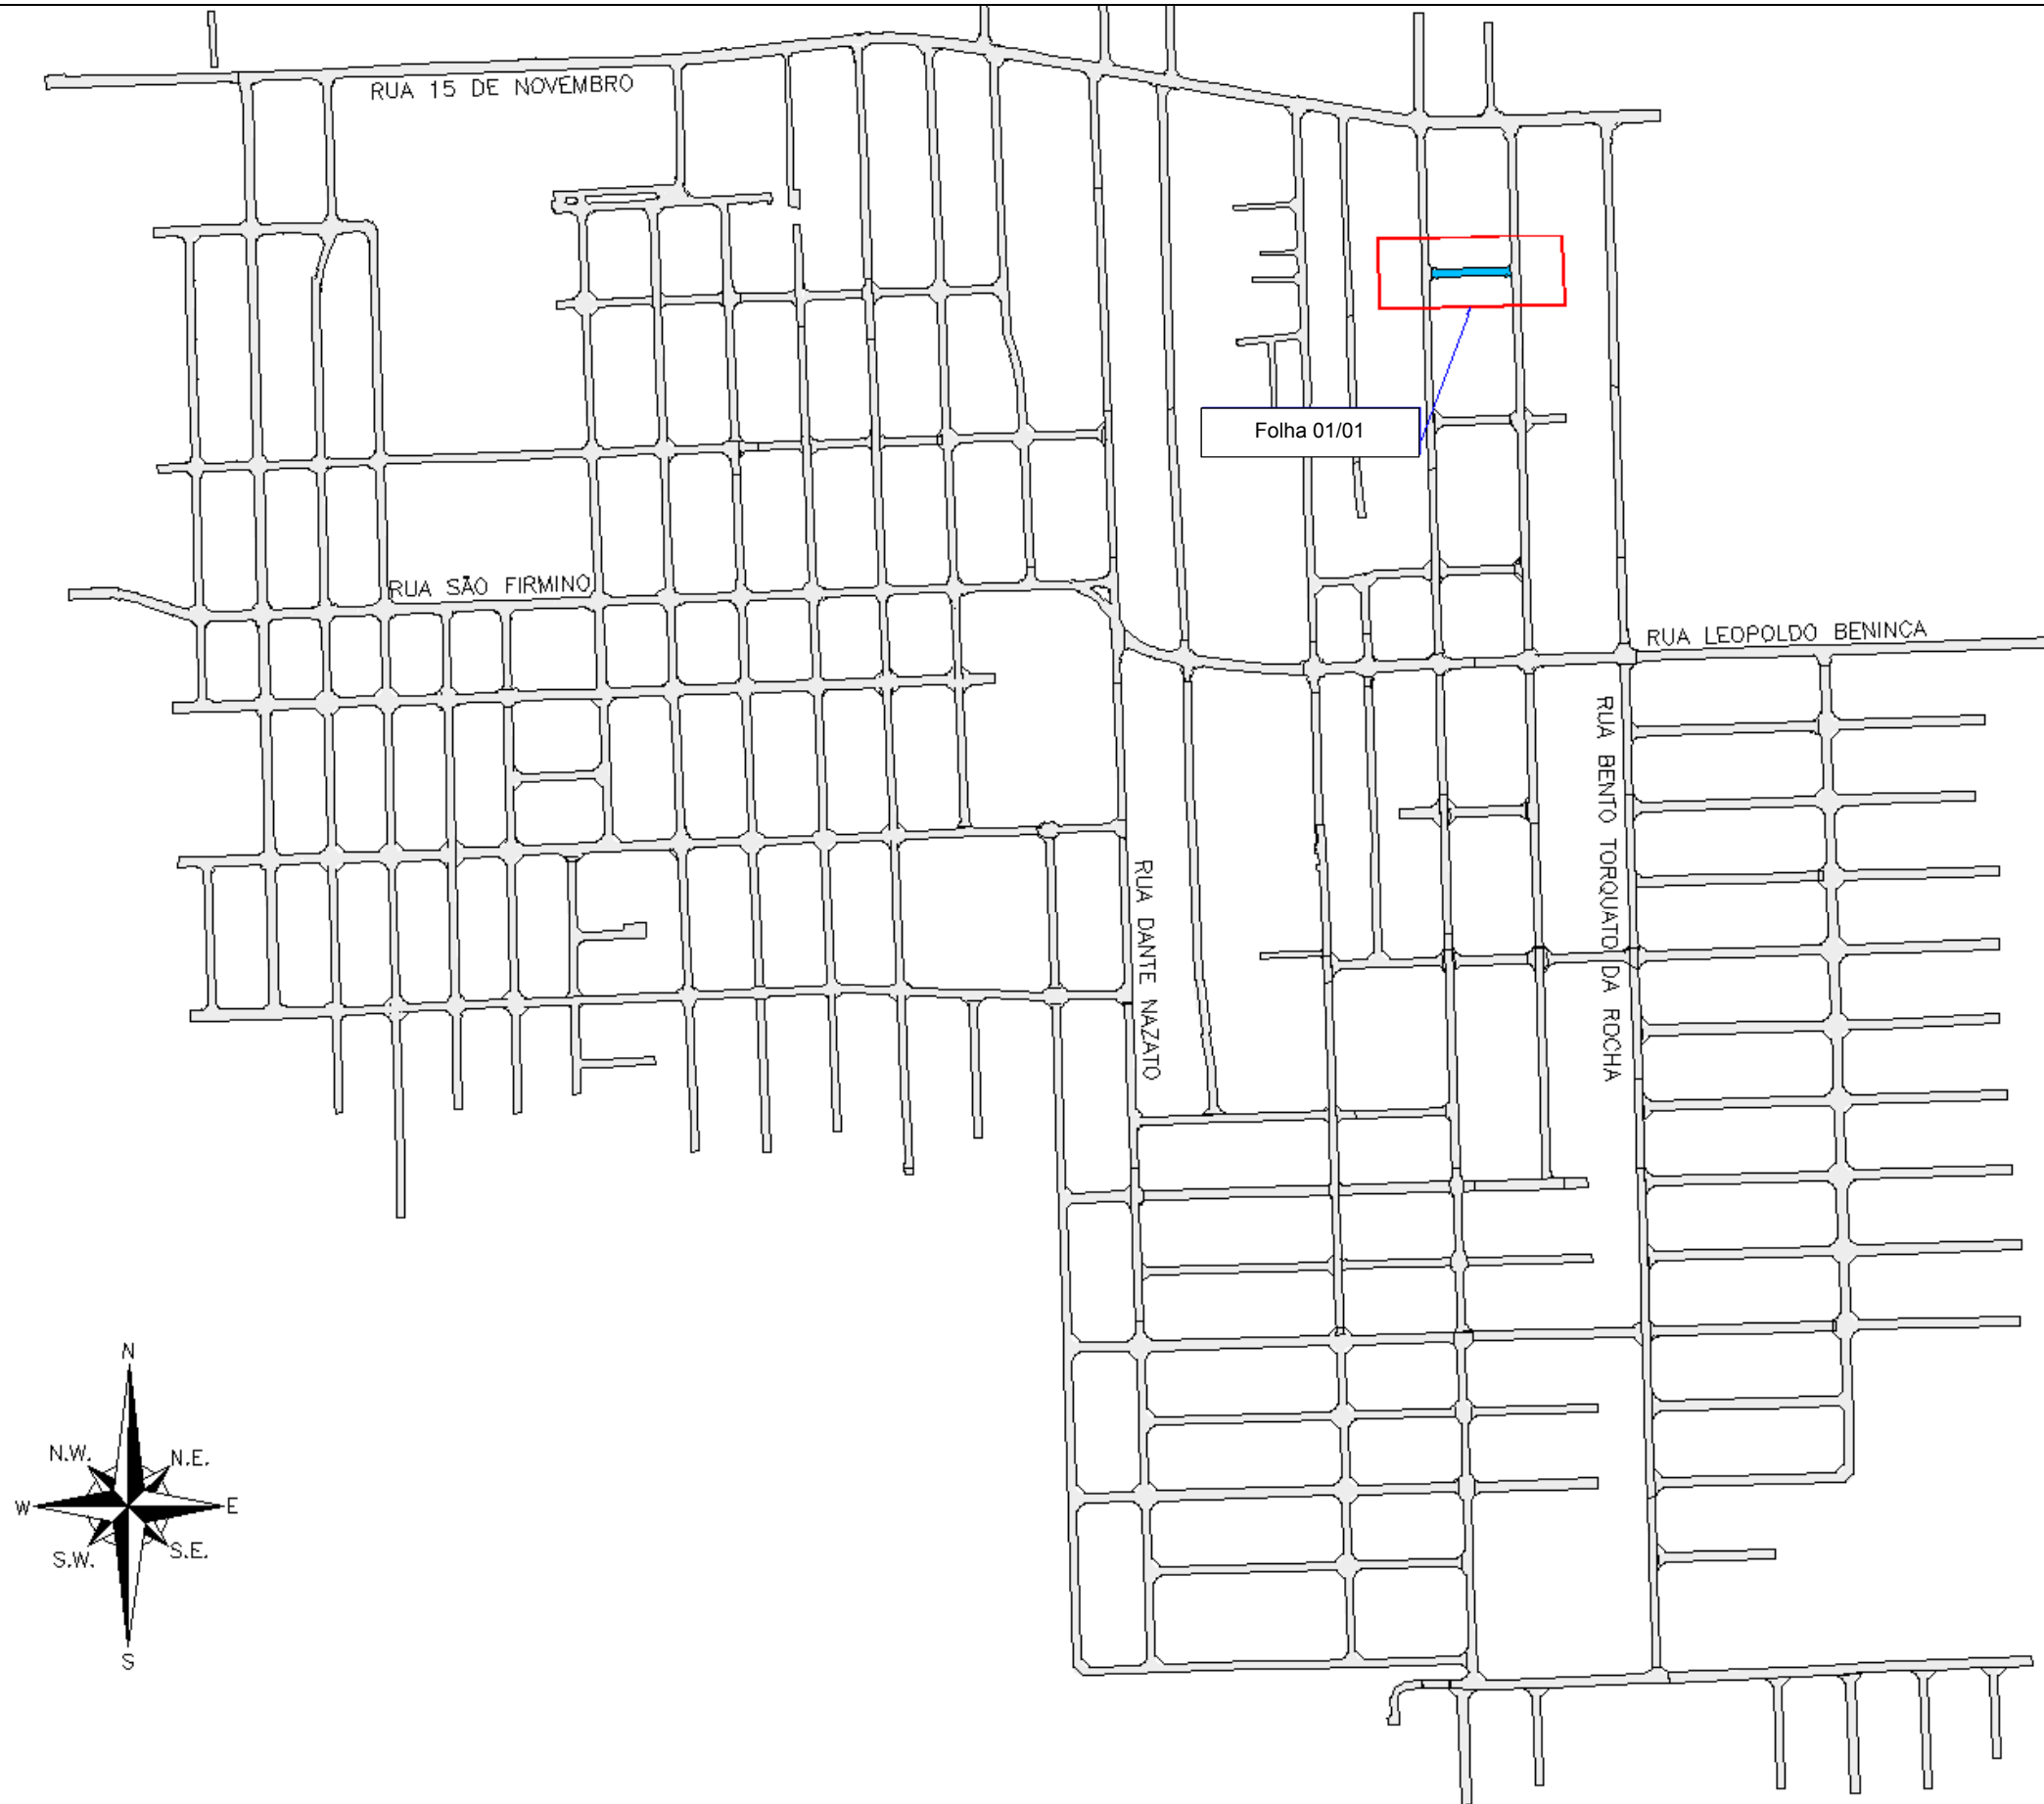 RUA 15 DE NOVEMBRO
Folha 01/01
RUA SÃO FIRMINO
RUA LEOPOLDO BENINCA
RUA BENTO TORQUATO DA ROCHA
RUA DANTE NAZATO
N
N.W.
N.E.
W
E
S.W.
S.E.
S